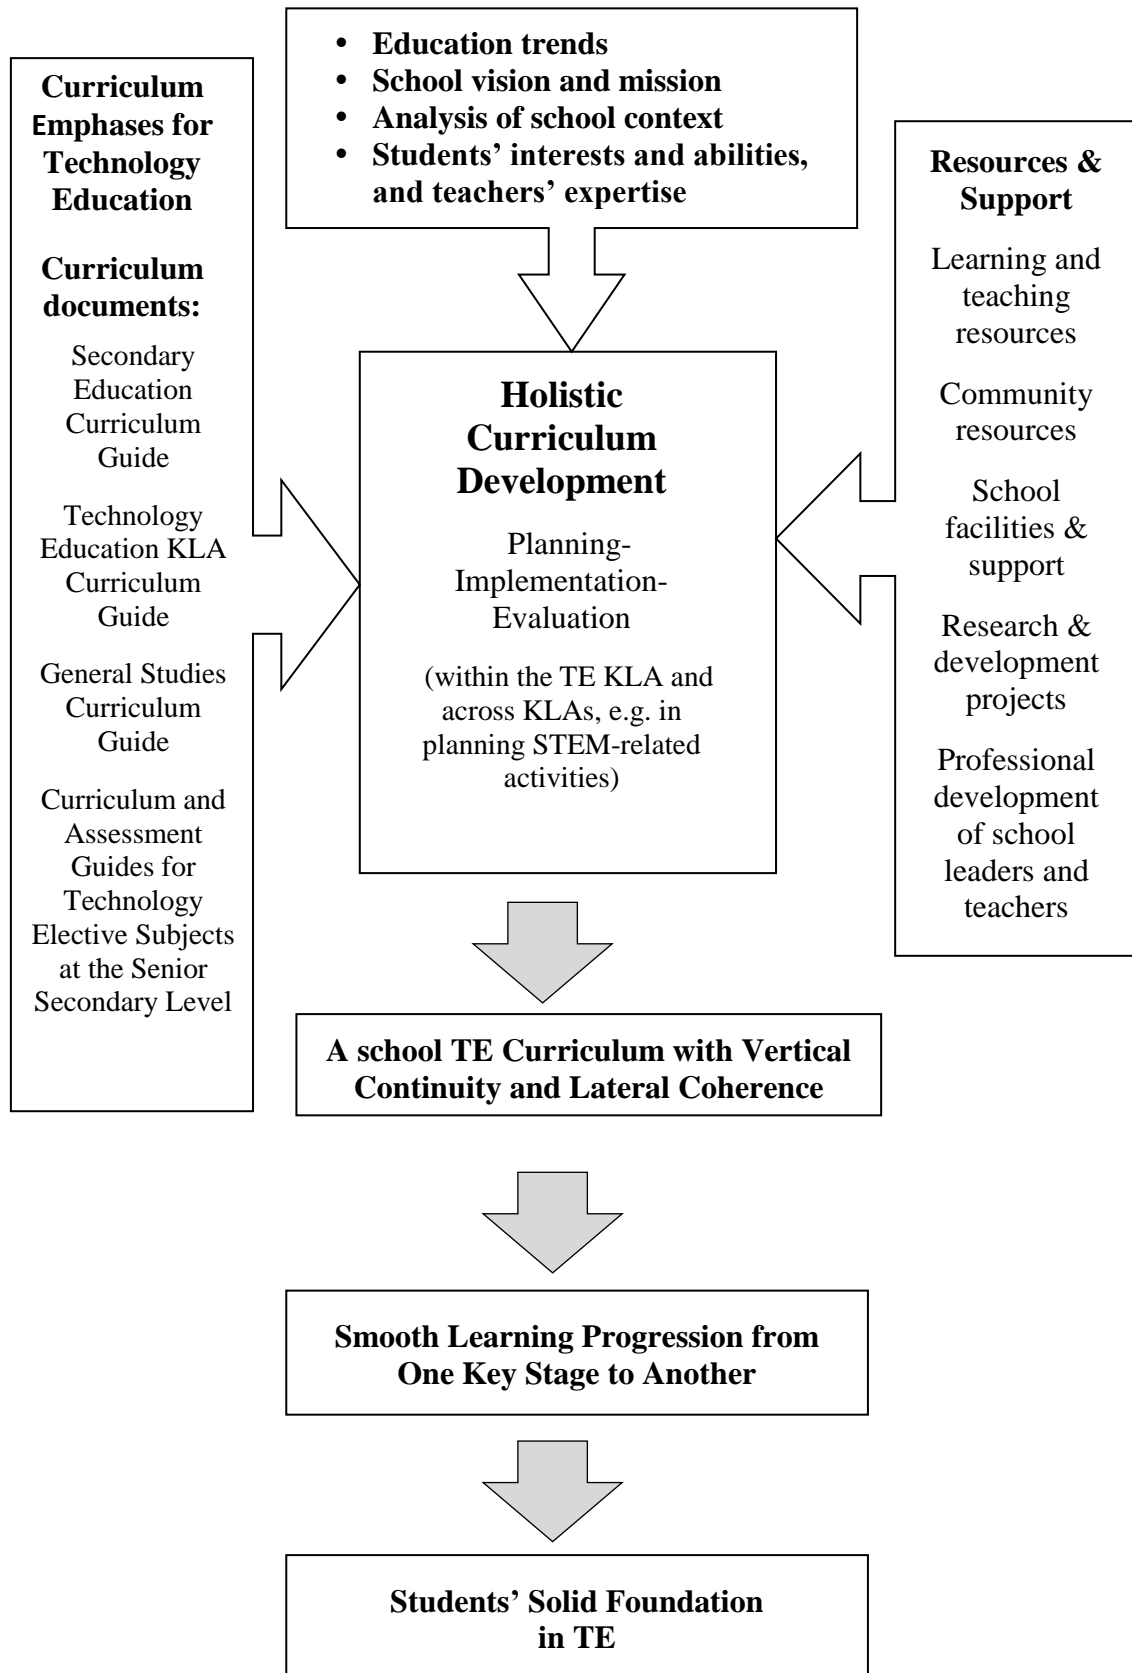 • Education trends
• School vision and mission
• Analysis of school context
• Students’ interests and abilities,
and teachers’ expertise
Curriculum
Emphases for
Technology
Education
Curriculum
documents:
Secondary
Education
Curriculum
Guide
Technology
Education KLA
Curriculum
Guide
General Studies
Curriculum
Guide
Curriculum and
Assessment
Guides for
Technology
Elective Subjects
at the Senior
Secondary Level
Holistic
Curriculum
Development
Planning-
Implementation-
Evaluation
(within the TE KLA and
across KLAs, e.g. in
planning STEM-related
activities)
Resources &
Support
Learning and
teaching
resources
Community
resources
School
facilities &
support
Research &
development
projects
Professional
development
of school
leaders and
teachers
A school TE Curriculum with Vertical
Continuity and Lateral Coherence
Smooth Learning Progression from
One Key Stage to Another
Students’ Solid Foundation
in TE